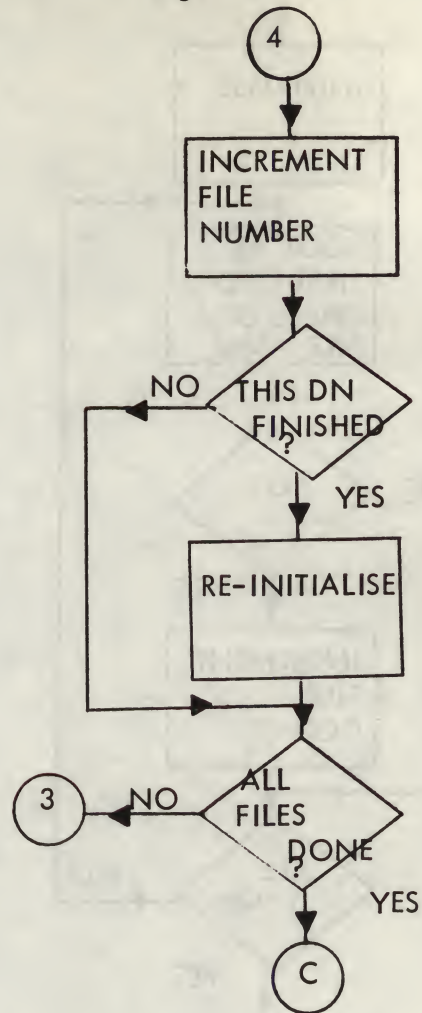 4
INCREMENT
FILE
NUMBER
NO
THIS DN
FINISHED
?
YES
RE-INITIALISE
3
NO
ALL
FILES
DONE
?
YES
C